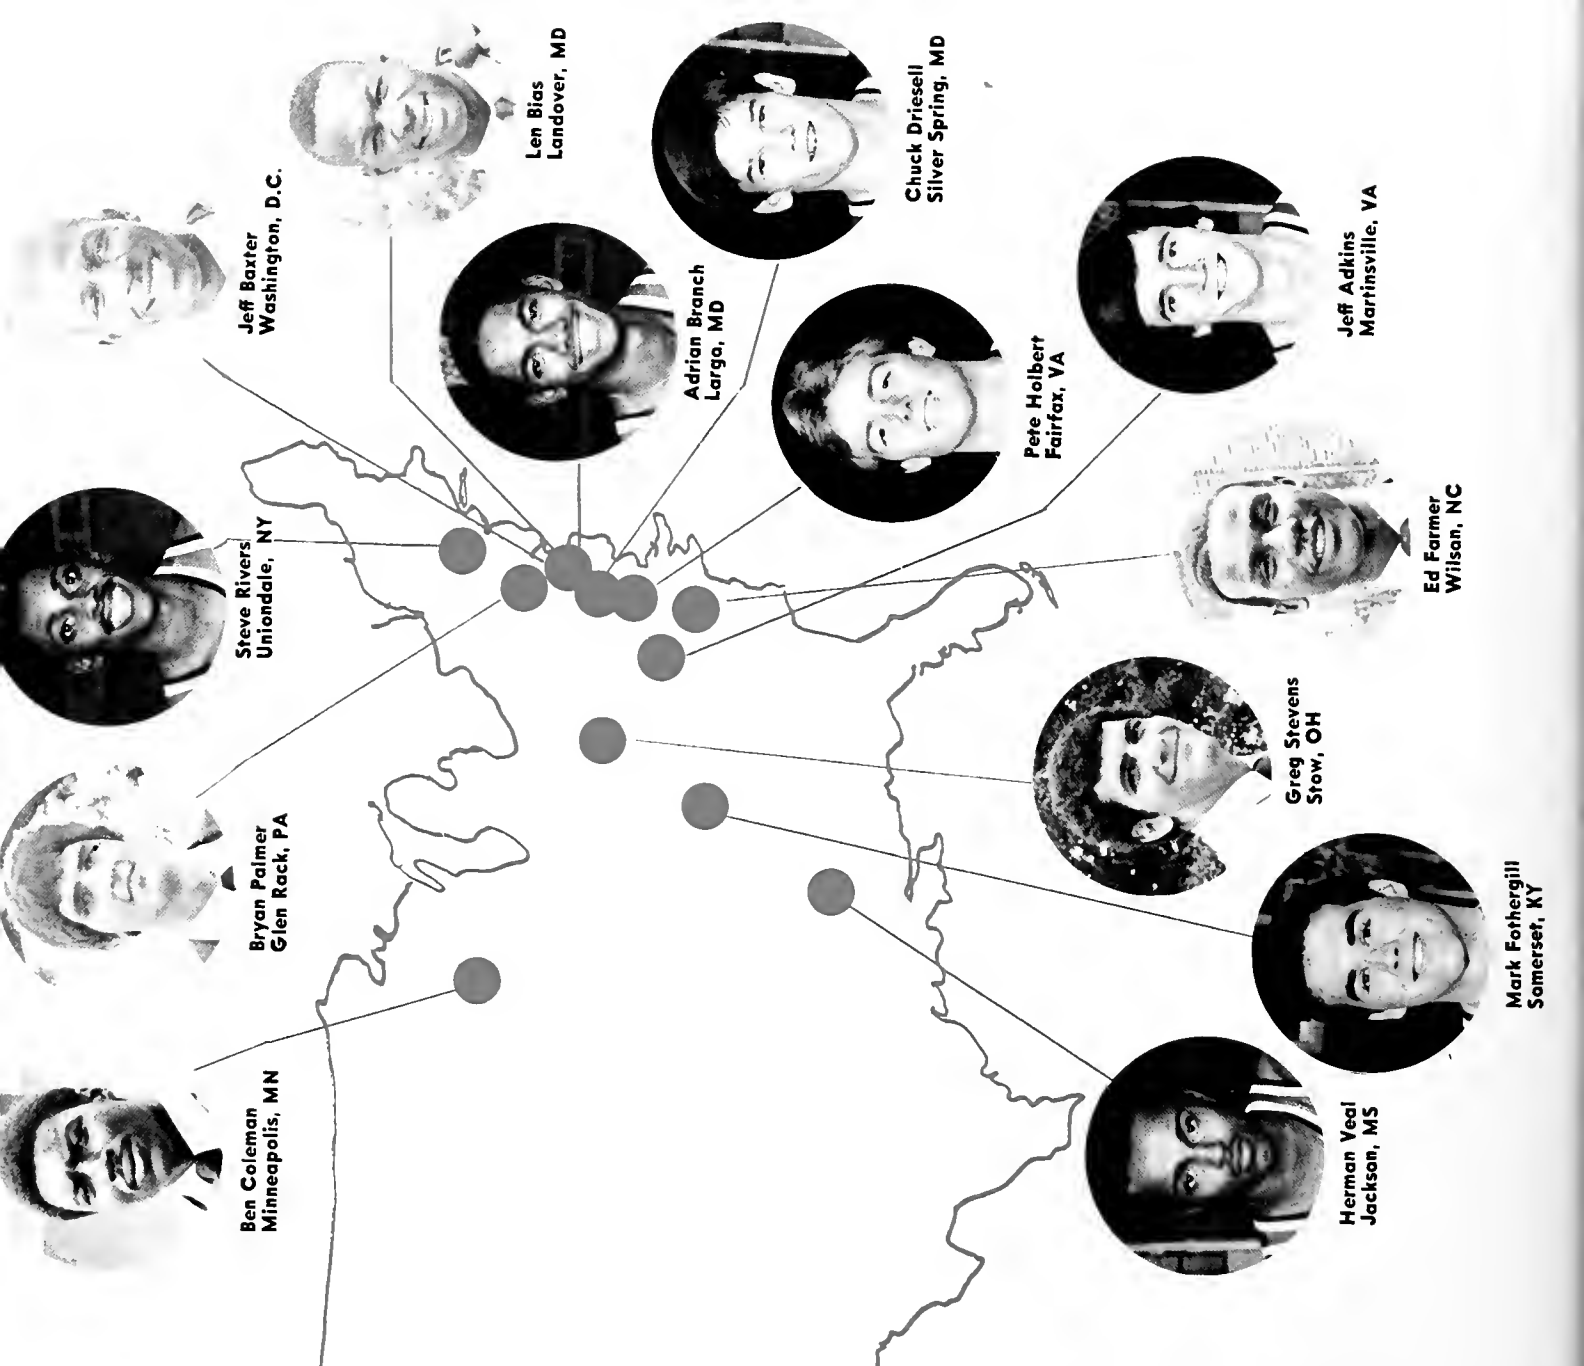 Ben Coleman
Minneapolis, MN
Bryan Palmer
Glen Rock, PA
Steve Rivers
Uniondale, NY
Jeff Baxter
Washington, D.C.
Len Bias
Landover, MD
Adrian Branch
Largo, MD
Chuck Driesell
Silver Spring, MD
Pete Holbert
Fairfax, VA
Jeff Adkins
Martinsville, VA
Ed Farmer
Wilson, NC
Greg Stevens
Stow, OH
Mark Fothergill
Somerset, KY
Herman Veal
Jackson, MS